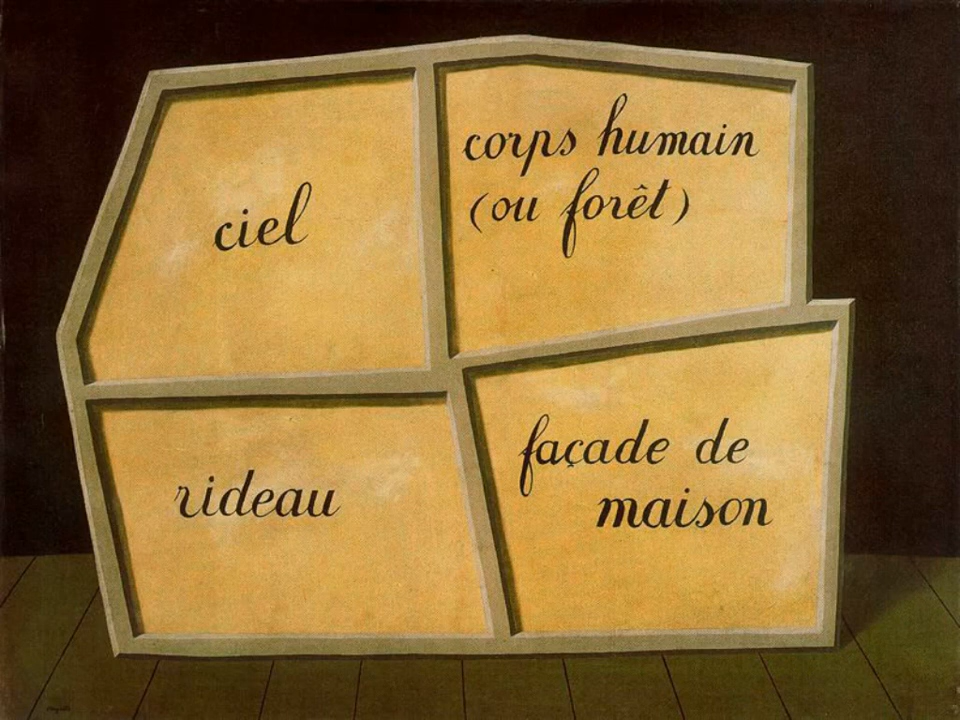 ciel
corps humain
(ou forêt)
rideau
façade de
maison